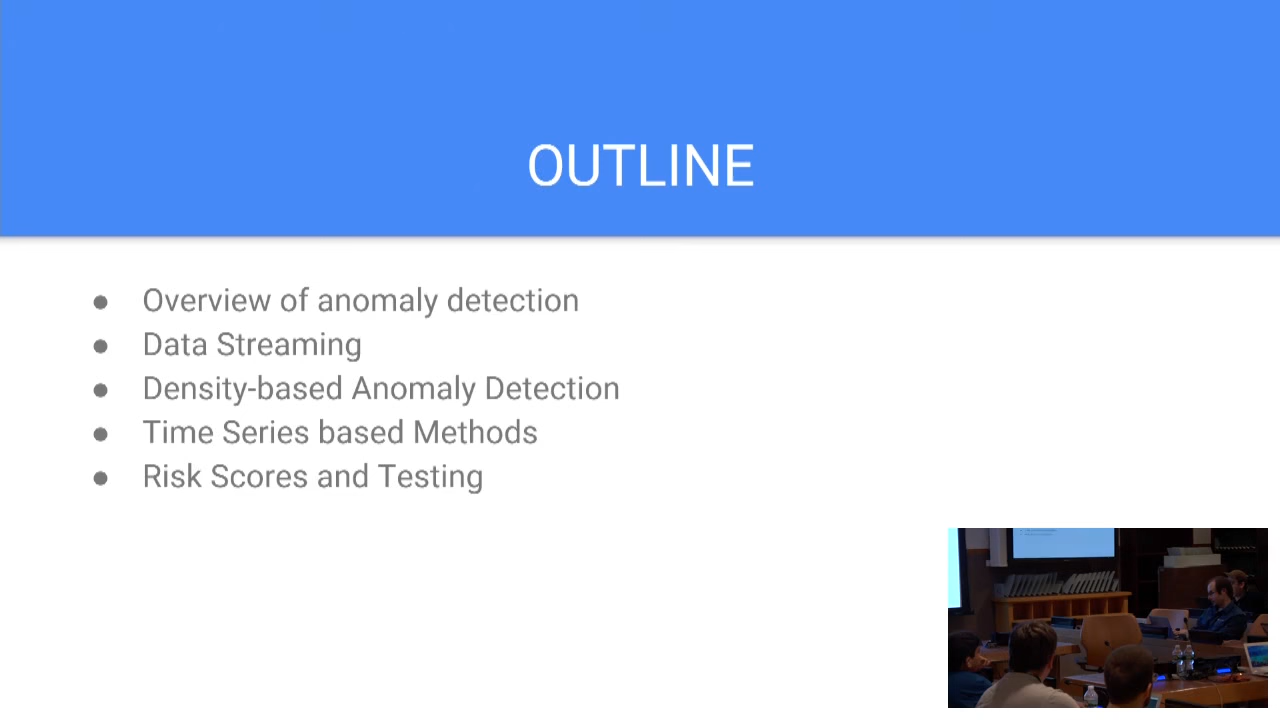 OUTLINE
● Overview of anomaly detection
● Data Streaming
● Density-based Anomaly Detection
● Time Series based Methods
● Risk Scores and Testing